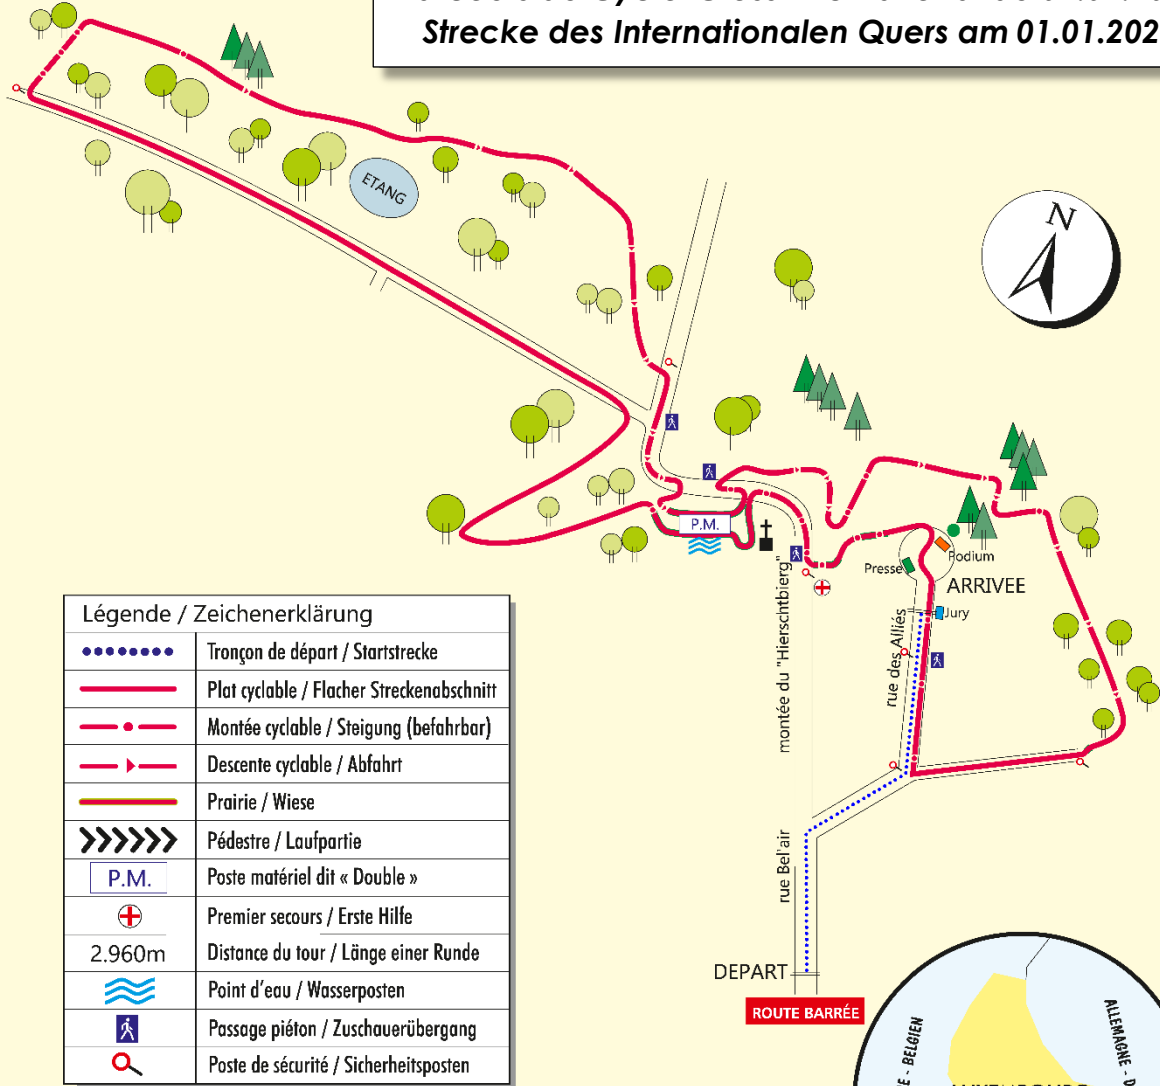 Strecke des Internationalen Quers am 01.01.202
N
ETANG
P.M.
Podium
Presse
ARRIVEE
Jury
rue des Alliés
montée du "Hierschtbierg"
rue Bel'air
DEPART
ROUTE BARRÉE
Légende / Zeichenerklärung
Tronçon de départ / Startstrecke
Plat cyclable / Flacher Streckenabschnitt
Montée cyclable / Steigung (befahrbar)
Descente cyclable / Abfahrt
Prairie / Wiese
Pédestre / Laufpartie
P.M. Poste matériel dit « Double »
Premier secours / Erste Hilfe
2.960m Distance du tour / Länge einer Runde
Point d'eau / Wasserposten
Passage piéton / Zuschauerübergang
Poste de sécurité / Sicherheitsposten
E - BELGIEN
ALLEMAGNE - D